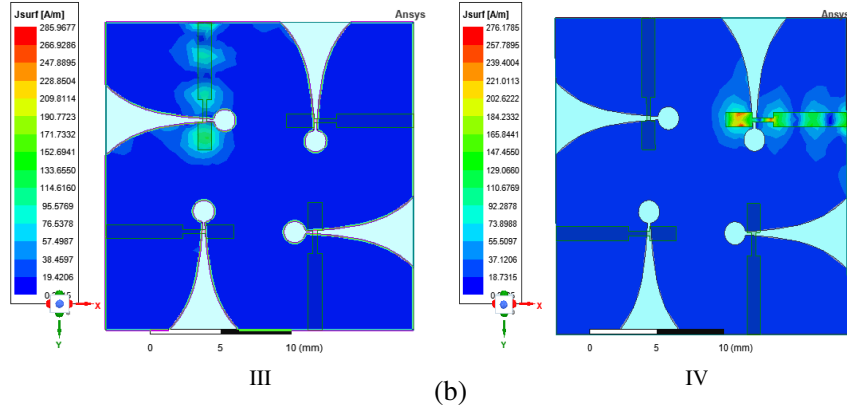 Jsurf [A/m]
285.9677
266.9286
247.8895
228.8504
209.8114
190.7723
171.7332
152.6941
133.6550
114.6160
95.5769
76.5378
57.4987
38.4597
19.4206
Ansys
X
Y
0 5 10 (mm)
III
Jsurf [A/m]
276.1785
257.7895
239.4004
221.0113
202.6222
184.2332
165.8441
147.4550
129.0660
110.6769
92.2878
73.8988
55.5097
37.1206
18.7315
Ansys
X
Y
0 5 10 (mm)
IV
(b)